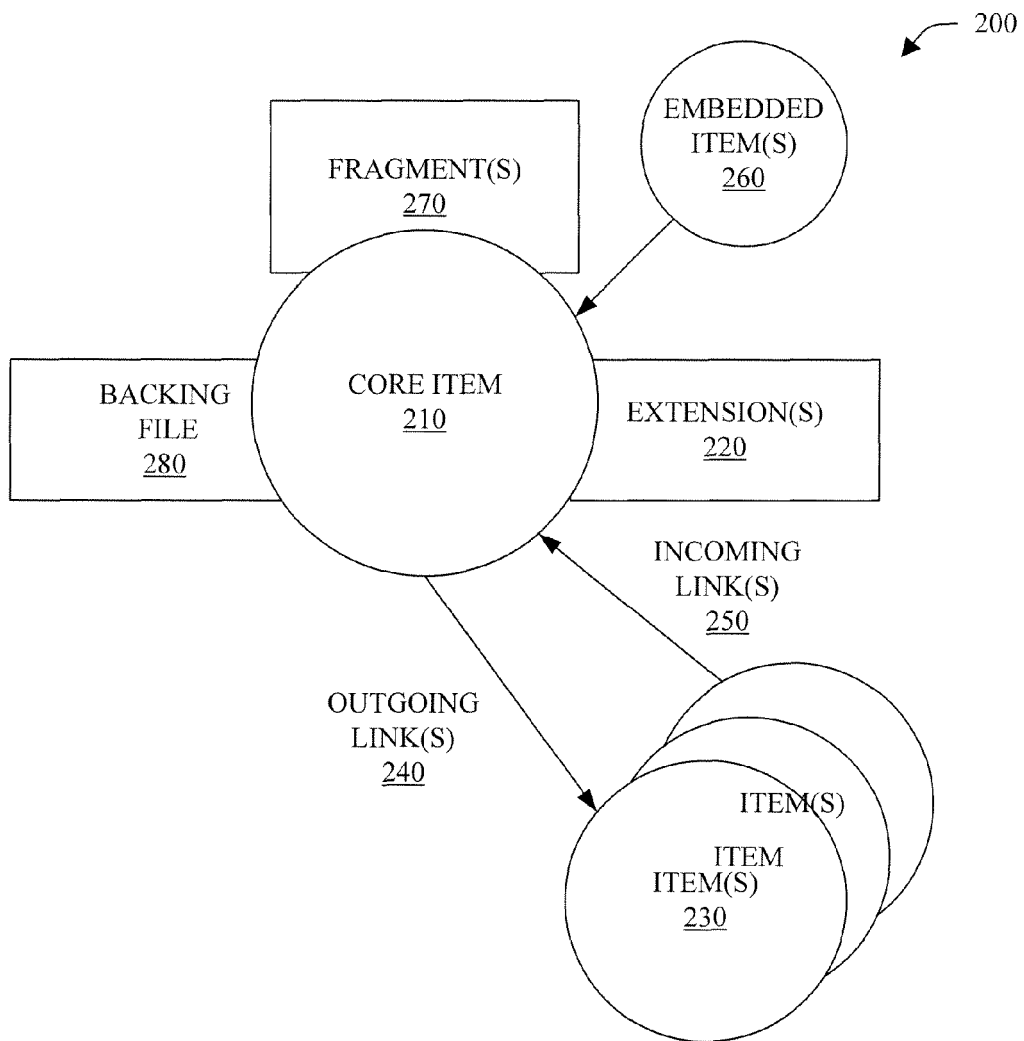 200
EMBEDDED
ITEM(S)
260
FRAGMENT(S)
270
CORE ITEM
210
BACKING
FILE
280
EXTENSION(S)
220
INCOMING
LINK(S)
250
OUTGOING
LINK(S)
240
ITEM(S)
ITEM
ITEM(S)
230